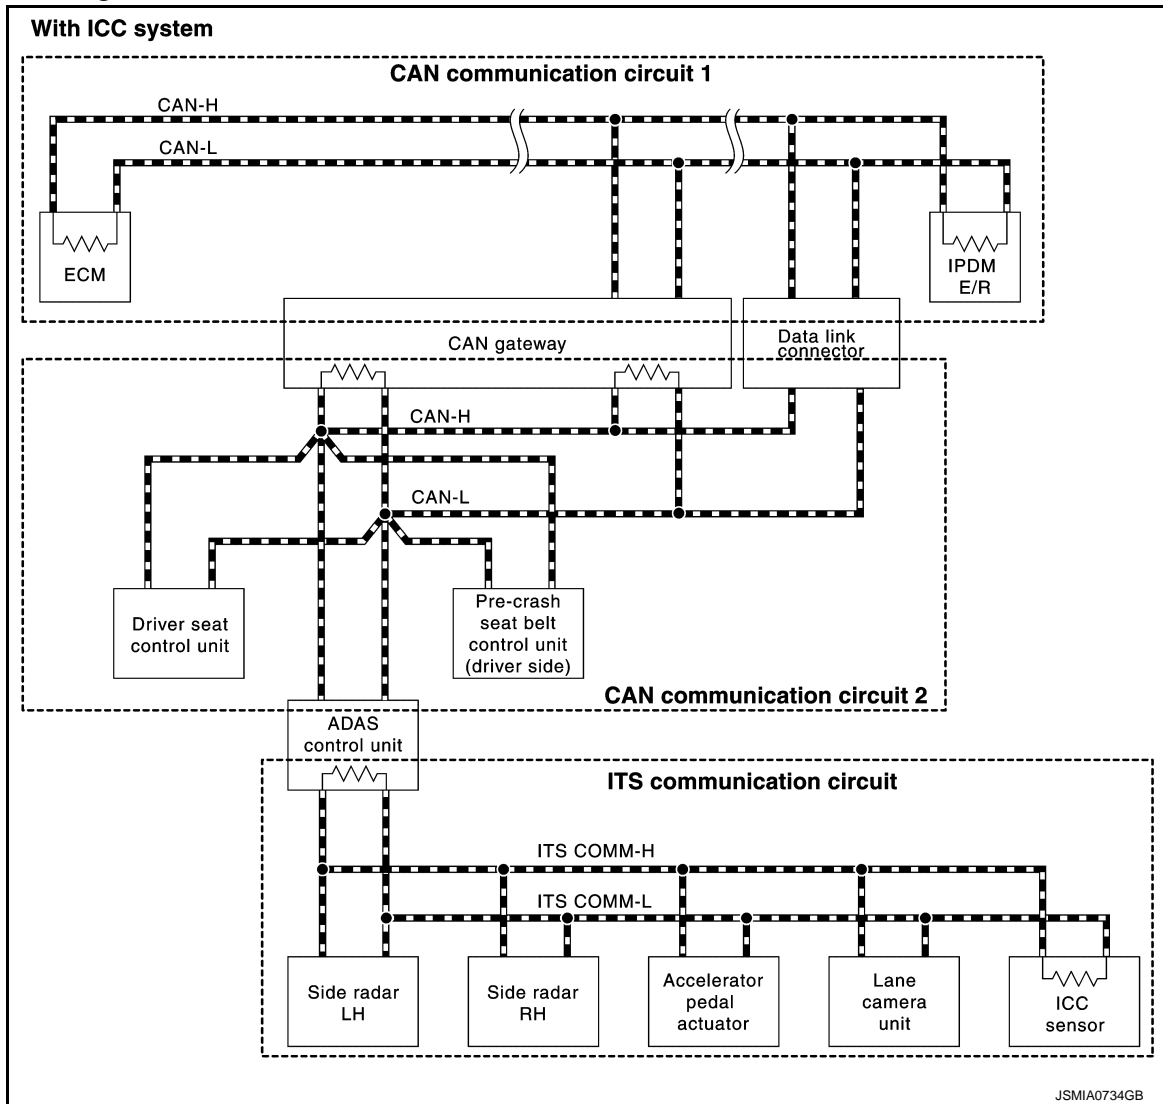 With ICC system
CAN communication circuit 1
CAN-H
CAN-L
ECM
IPDM
E/R
CAN gateway
Data link
connector
CAN-H
CAN-L
Driver seat
control unit
Pre-crash
seat belt
control unit
(driver side)
CAN communication circuit 2
ADAS
control unit
ITS communication circuit
ITS COMM-H
ITS COMM-L
Side radar
LH
Side radar
RH
Accelerator
pedal
actuator
Lane
camera
unit
ICC
sensor
JSMIA0734GB